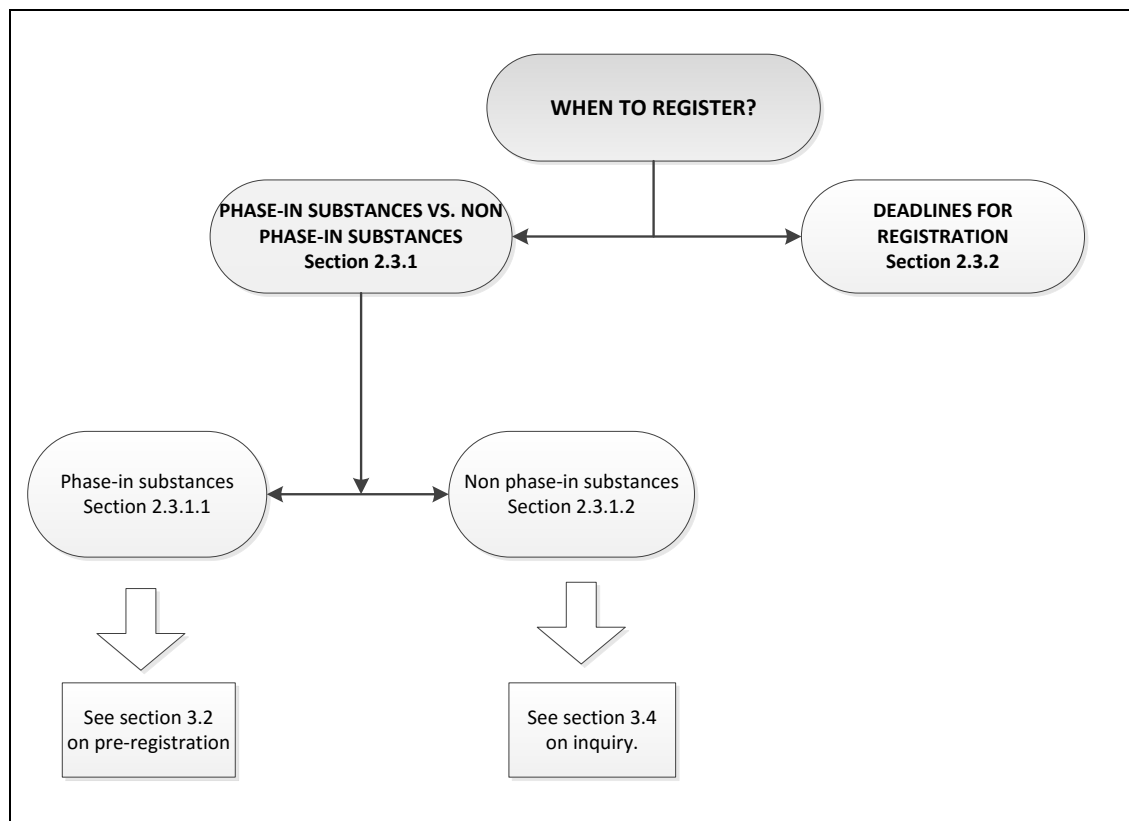 WHEN TO REGISTER?
PHASE-IN SUBSTANCES VS. NON
PHASE-IN SUBSTANCES
Section 2.3.1
DEADLINES FOR
REGISTRATION
Section 2.3.2
Phase-in substances
Section 2.3.1.1
Non phase-in substances
Section 2.3.1.2
See section 3.2
on pre-registration
See section 3.4
on inquiry.